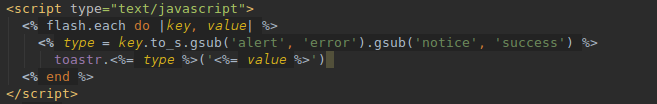 <script type="text/javascript">
<% flash.each do |key, value| %>
<% type = key.to_s.gsub('alert', 'error').gsub('notice', 'success') %>
toastr.<%= type %>('<%= value %>')
<% end %>
</script>